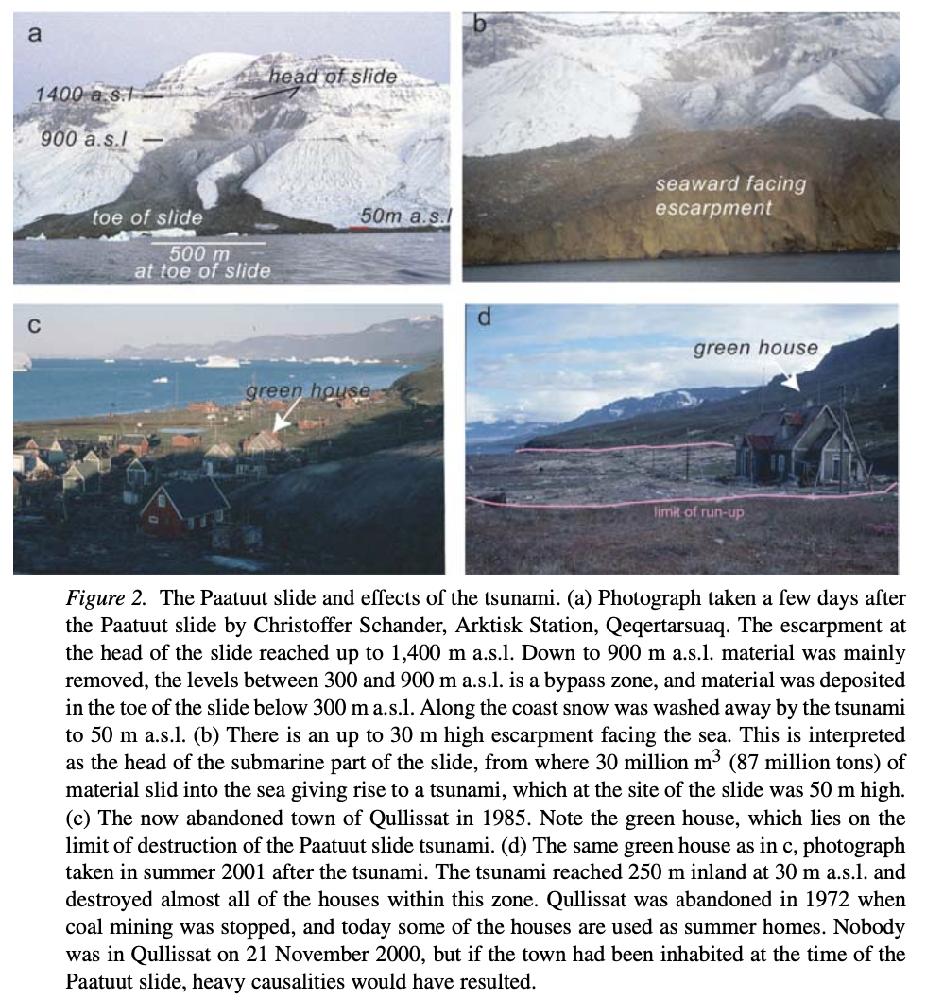 a
head of slide
1400 a.s.l
900 a.s.l
toe of slide
50m a.s.l
500 m
at toe of slide
b
seaward facing
escarpment
c
green house
d
green house
limit of run-up
Figure 2. The Paatuut slide and effects of the tsunami. (a) Photograph taken a few days after
the Paatuut slide by Christoffer Schander, Arktisk Station, Qeqertarsuaq. The escarpment at
the head of the slide reached up to 1,400 m a.s.l. Down to 900 m a.s.l. material was mainly
removed, the levels between 300 and 900 m a.s.l. is a bypass zone, and material was deposited
in the toe of the slide below 300 m a.s.l. Along the coast snow was washed away by the tsunami
to 50 m a.s.l. (b) There is an up to 30 m high escarpment facing the sea. This is interpreted
as the head of the submarine part of the slide, from where 30 million m³ (87 million tons) of
material slid into the sea giving rise to a tsunami, which at the site of the slide was 50 m high.
(c) The now abandoned town of Qullissat in 1985. Note the green house, which lies on the
limit of destruction of the Paatuut slide tsunami. (d) The same green house as in c, photograph
taken in summer 2001 after the tsunami. The tsunami reached 250 m inland at 30 m a.s.l. and
destroyed almost all of the houses within this zone. Qullissat was abandoned in 1972 when
coal mining was stopped, and today some of the houses are used as summer homes. Nobody
was in Qullissat on 21 November 2000, but if the town had been inhabited at the time of the
Paatuut slide, heavy causalities would have resulted.